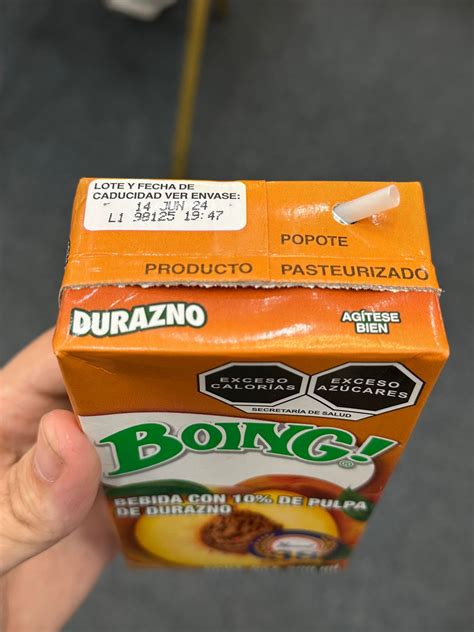 LOTE Y FECHA DE
CADUCIDAD VER ENVASE:
14 JUN 24
L1 98125 19:47
POPOTE
PRODUCTO PASTEURIZADO
DURAZNO
AGÍTESE
BIEN
EXCESO
CALORÍAS
EXCESO
AZÚCARES
SECRETARÍA DE SALUD
BOING!®
BEBIDA CON 10% DE PULPA
DE DURAZNO